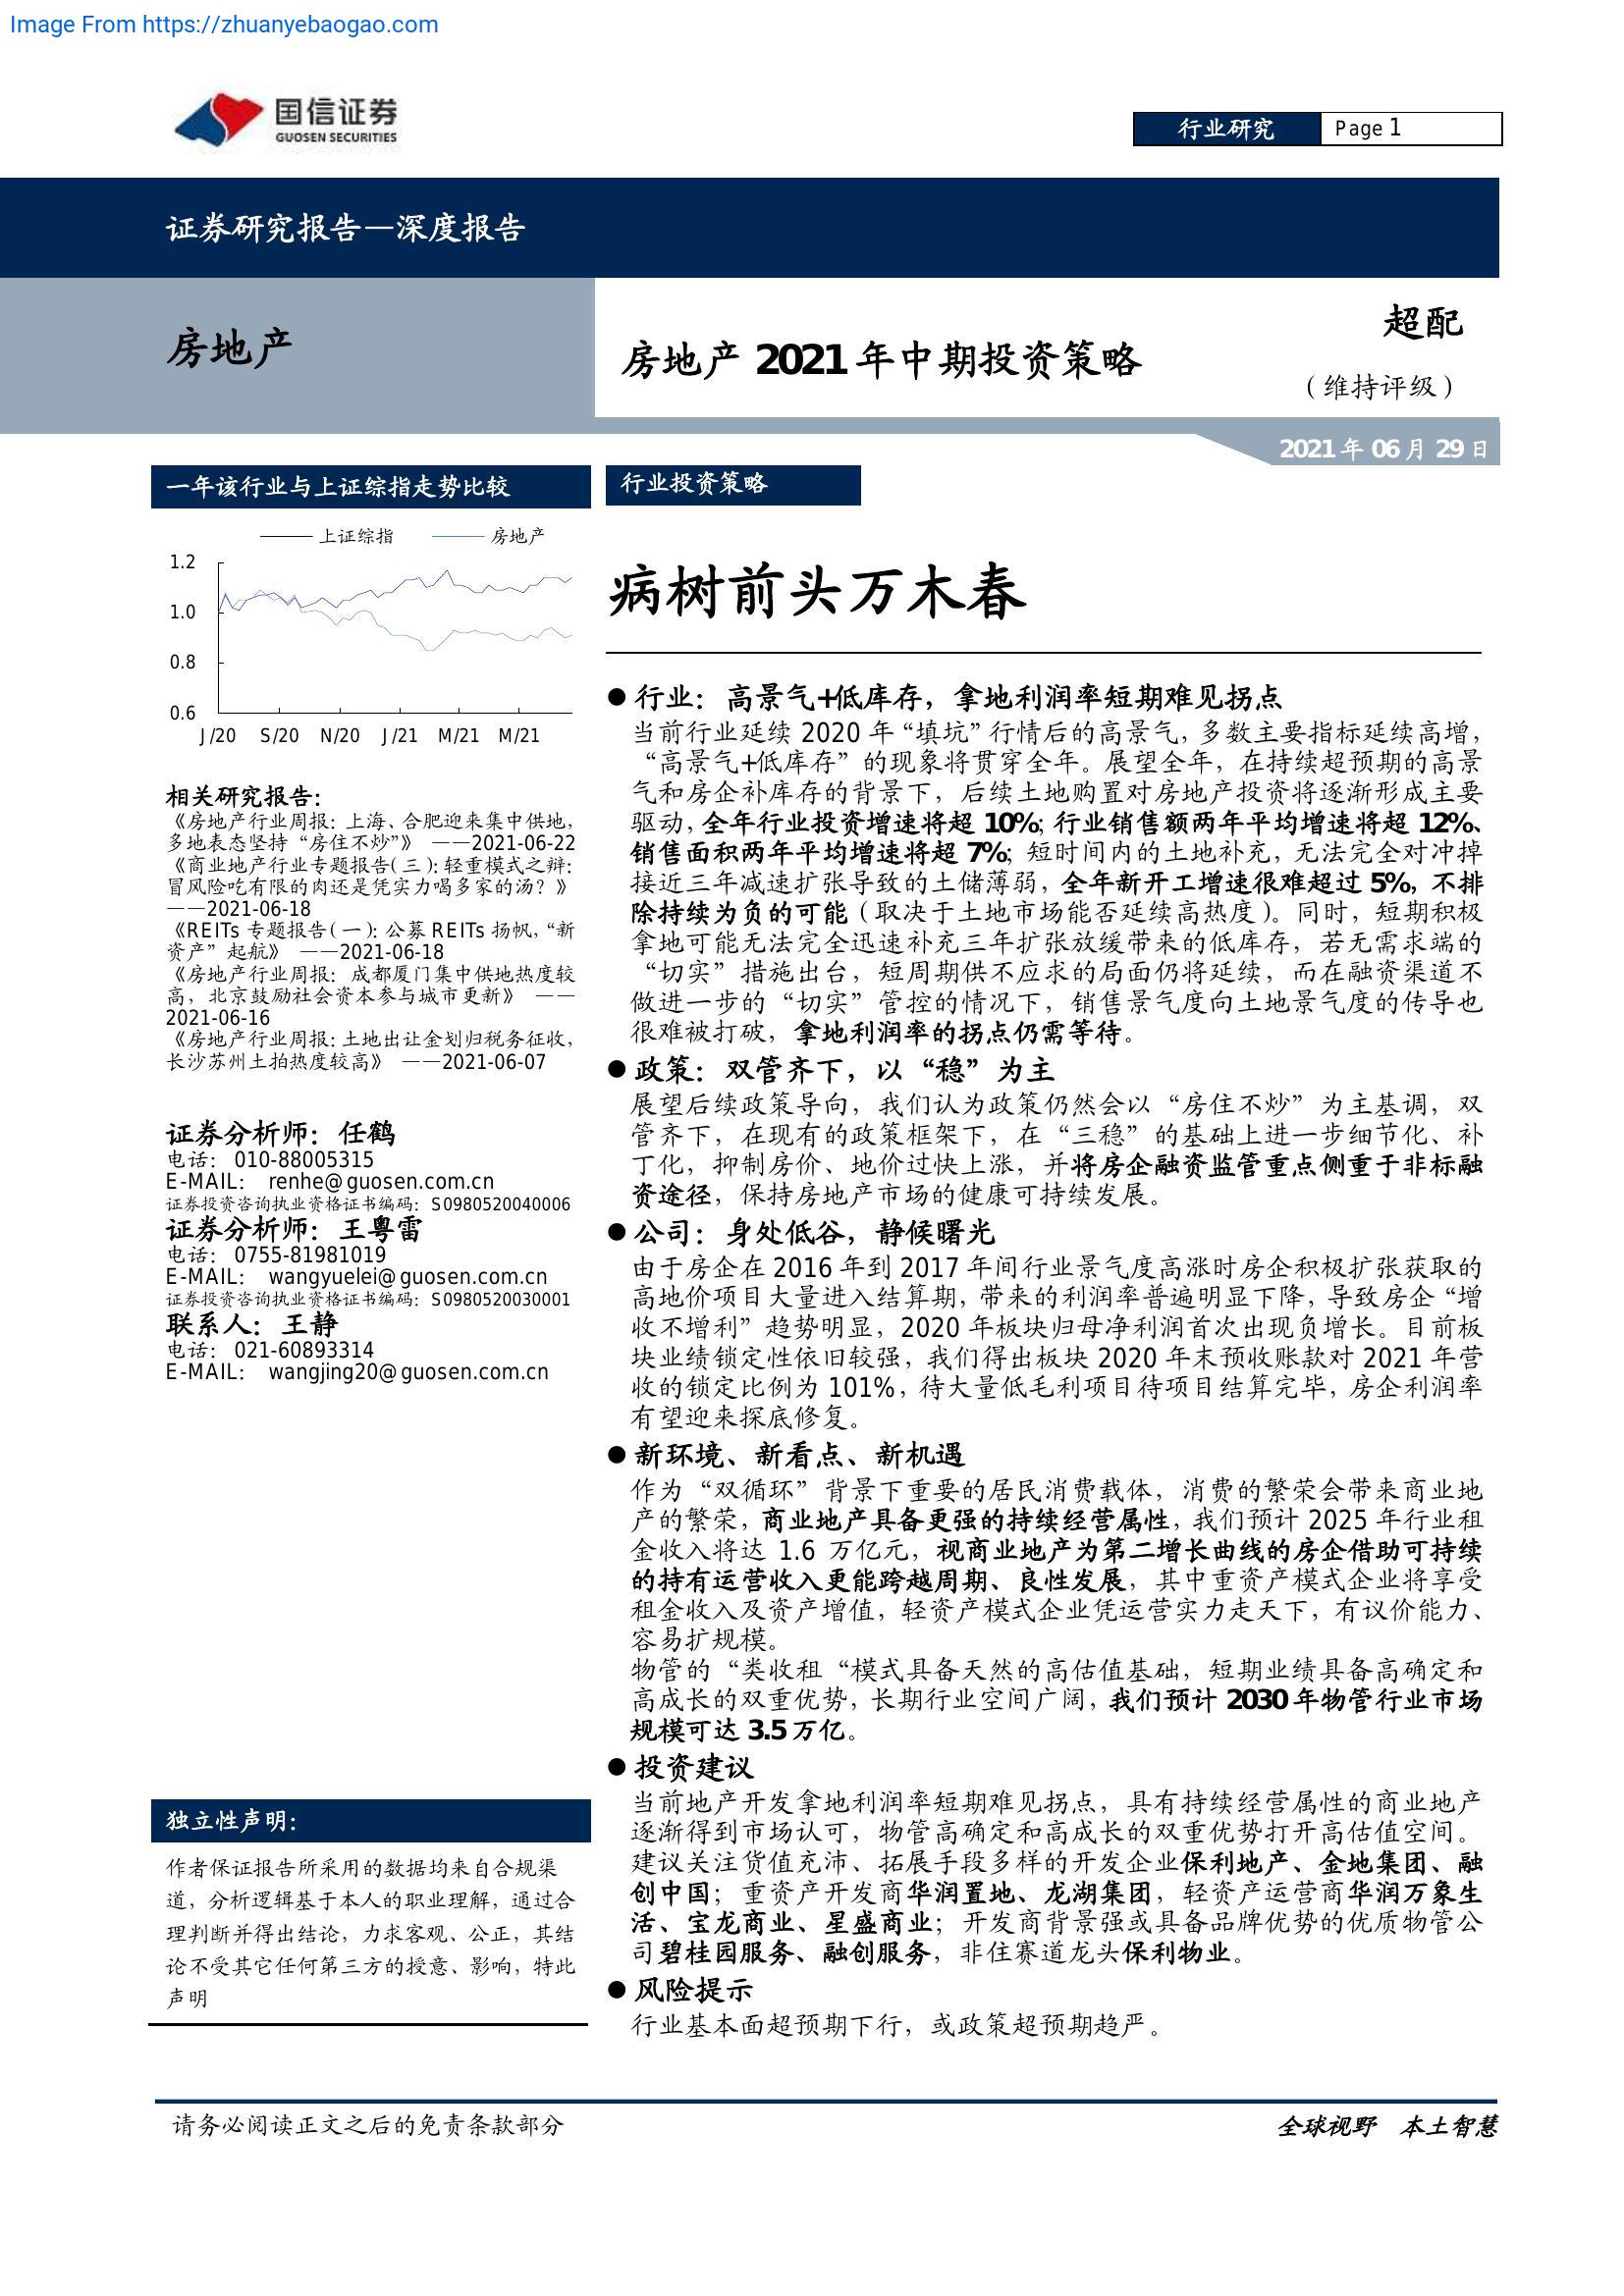 Image From https://zhuanyebaogao.com
国信证券
GUOSEN SECURITIES
行业研究
Page 1
证券研究报告—深度报告
房地产
房地产 2021 年中期投资策略
超配
（维持评级）
2021 年 06 月 29 日
一年该行业与上证综指走势比较
上证综指 房地产
1.2
1.0
0.8
0.6
J/20 S/20 N/20 J/21 M/21 M/21
相关研究报告：
《房地产行业周报：上海、合肥迎来集中供地，
多地表态坚持“房住不炒”》 ——2021-06-22
《商业地产行业专题报告(三)：轻重模式之辩：
冒风险吃有限的肉还是凭实力喝多家的汤？》
——2021-06-18
《REITs 专题报告(一)：公募 REITs 扬帆，“新
资产”起航》 ——2021-06-18
《房地产行业周报：成都厦门集中供地热度较
高，北京鼓励社会资本参与城市更新》 ——
2021-06-16
《房地产行业周报：土地出让金划归税务征收，
长沙苏州土拍热度较高》 ——2021-06-07
证券分析师：任鹤
电话： 010-88005315
E-MAIL： renhe@guosen.com.cn
证券投资咨询执业资格证书编码：S0980520040006
证券分析师：王粤雷
电话： 0755-81981019
E-MAIL： wangyuelei@guosen.com.cn
证券投资咨询执业资格证书编码：S0980520030001
联系人：王静
电话： 021-60893314
E-MAIL： wangjing20@guosen.com.cn
独立性声明：
作者保证报告所采用的数据均来自合规渠
道，分析逻辑基于本人的职业理解，通过合
理判断并得出结论，力求客观、公正，其结
论不受其它任何第三方的授意、影响，特此
声明
行业投资策略
病树前头万木春
● 行业：高景气+低库存，拿地利润率短期难见拐点
当前行业延续 2020 年“填坑”行情后的高景气，多数主要指标延续高增，
“高景气+低库存”的现象将贯穿全年。展望全年，在持续超预期的高景
气和房企补库存的背景下，后续土地购置对房地产投资将逐渐形成主要
驱动，全年行业投资增速将超 10%；行业销售额两年平均增速将超 12%、
销售面积两年平均增速将超 7%；短时间内的土地补充，无法完全对冲掉
接近三年减速扩张导致的土储薄弱，全年新开工增速很难超过 5%，不排
除持续为负的可能（取决于土地市场能否延续高热度）。同时，短期积极
拿地可能无法完全迅速补充三年扩张放缓带来的低库存，若无需求端的
“切实”措施出台，短周期供不应求的局面仍将延续，而在融资渠道不
做进一步的“切实”管控的情况下，销售景气度向土地景气度的传导也
很难被打破，拿地利润率的拐点仍需等待。
● 政策：双管齐下，以“稳”为主
展望后续政策导向，我们认为政策仍然会以“房住不炒”为主基调，双
管齐下，在现有的政策框架下，在“三稳”的基础上进一步细节化、补
丁化，抑制房价、地价过快上涨，并将房企融资监管重点侧重于非标融
资途径，保持房地产市场的健康可持续发展。
● 公司：身处低谷，静候曙光
由于房企在 2016 年到 2017 年间行业景气度高涨时房企积极扩张获取的
高地价项目大量进入结算期，带来的利润率普遍明显下降，导致房企“增
收不增利”趋势明显，2020 年板块归母净利润首次出现负增长。目前板
块业绩锁定性依旧较强，我们得出板块 2020 年末预收账款对 2021 年营
收的锁定比例为 101%，待大量低毛利项目待项目结算完毕，房企利润率
有望迎来探底修复。
● 新环境、新看点、新机遇
作为“双循环”背景下重要的居民消费载体，消费的繁荣会带来商业地
产的繁荣，商业地产具备更强的持续经营属性，我们预计 2025 年行业租
金收入将达 1.6 万亿元，视商业地产为第二增长曲线的房企借助可持续
的持有运营收入更能跨越周期、良性发展，其中重资产模式企业将享受
租金收入及资产增值，轻资产模式企业凭运营实力走天下，有议价能力、
容易扩规模。
物管的“类收租“模式具备天然的高估值基础，短期业绩具备高确定和
高成长的双重优势，长期行业空间广阔，我们预计 2030 年物管行业市场
规模可达 3.5 万亿。
● 投资建议
当前地产开发拿地利润率短期难见拐点，具有持续经营属性的商业地产
逐渐得到市场认可，物管高确定和高成长的双重优势打开高估值空间。
建议关注货值充沛、拓展手段多样的开发企业保利地产、金地集团、融
创中国；重资产开发商华润置地、龙湖集团，轻资产运营商华润万象生
活、宝龙商业、星盛商业；开发商背景强或具备品牌优势的优质物管公
司碧桂园服务、融创服务，非住赛道龙头保利物业。
● 风险提示
行业基本面超预期下行，或政策超预期趋严。
请务必阅读正文之后的免责条款部分
全球视野 本土智慧